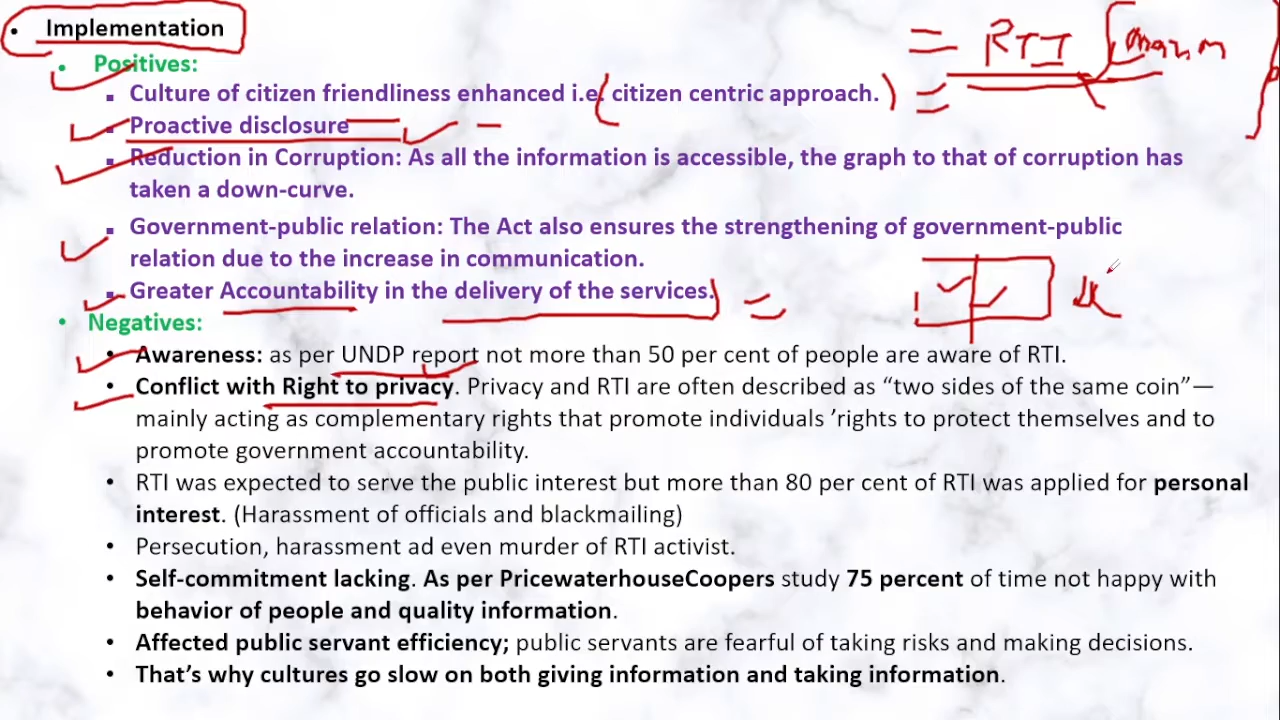 • Implementation
= RTI
• Positives:
▪ Culture of citizen friendliness enhanced i.e. citizen centric approach.
▪ Proactive disclosure
▪ Reduction in Corruption: As all the information is accessible, the graph to that of corruption has
taken a down-curve.
▪ Government-public relation: The Act also ensures the strengthening of government-public
relation due to the increase in communication.
▪ Greater Accountability in the delivery of the services.
• Negatives:
• Awareness: as per UNDP report not more than 50 per cent of people are aware of RTI.
• Conflict with Right to privacy. Privacy and RTI are often described as “two sides of the same coin”—
mainly acting as complementary rights that promote individuals ’rights to protect themselves and to
promote government accountability.
• RTI was expected to serve the public interest but more than 80 per cent of RTI was applied for personal
interest. (Harassment of officials and blackmailing)
• Persecution, harassment ad even murder of RTI activist.
• Self-commitment lacking. As per PricewaterhouseCoopers study 75 percent of time not happy with
behavior of people and quality information.
• Affected public servant efficiency; public servants are fearful of taking risks and making decisions.
• That’s why cultures go slow on both giving information and taking information.